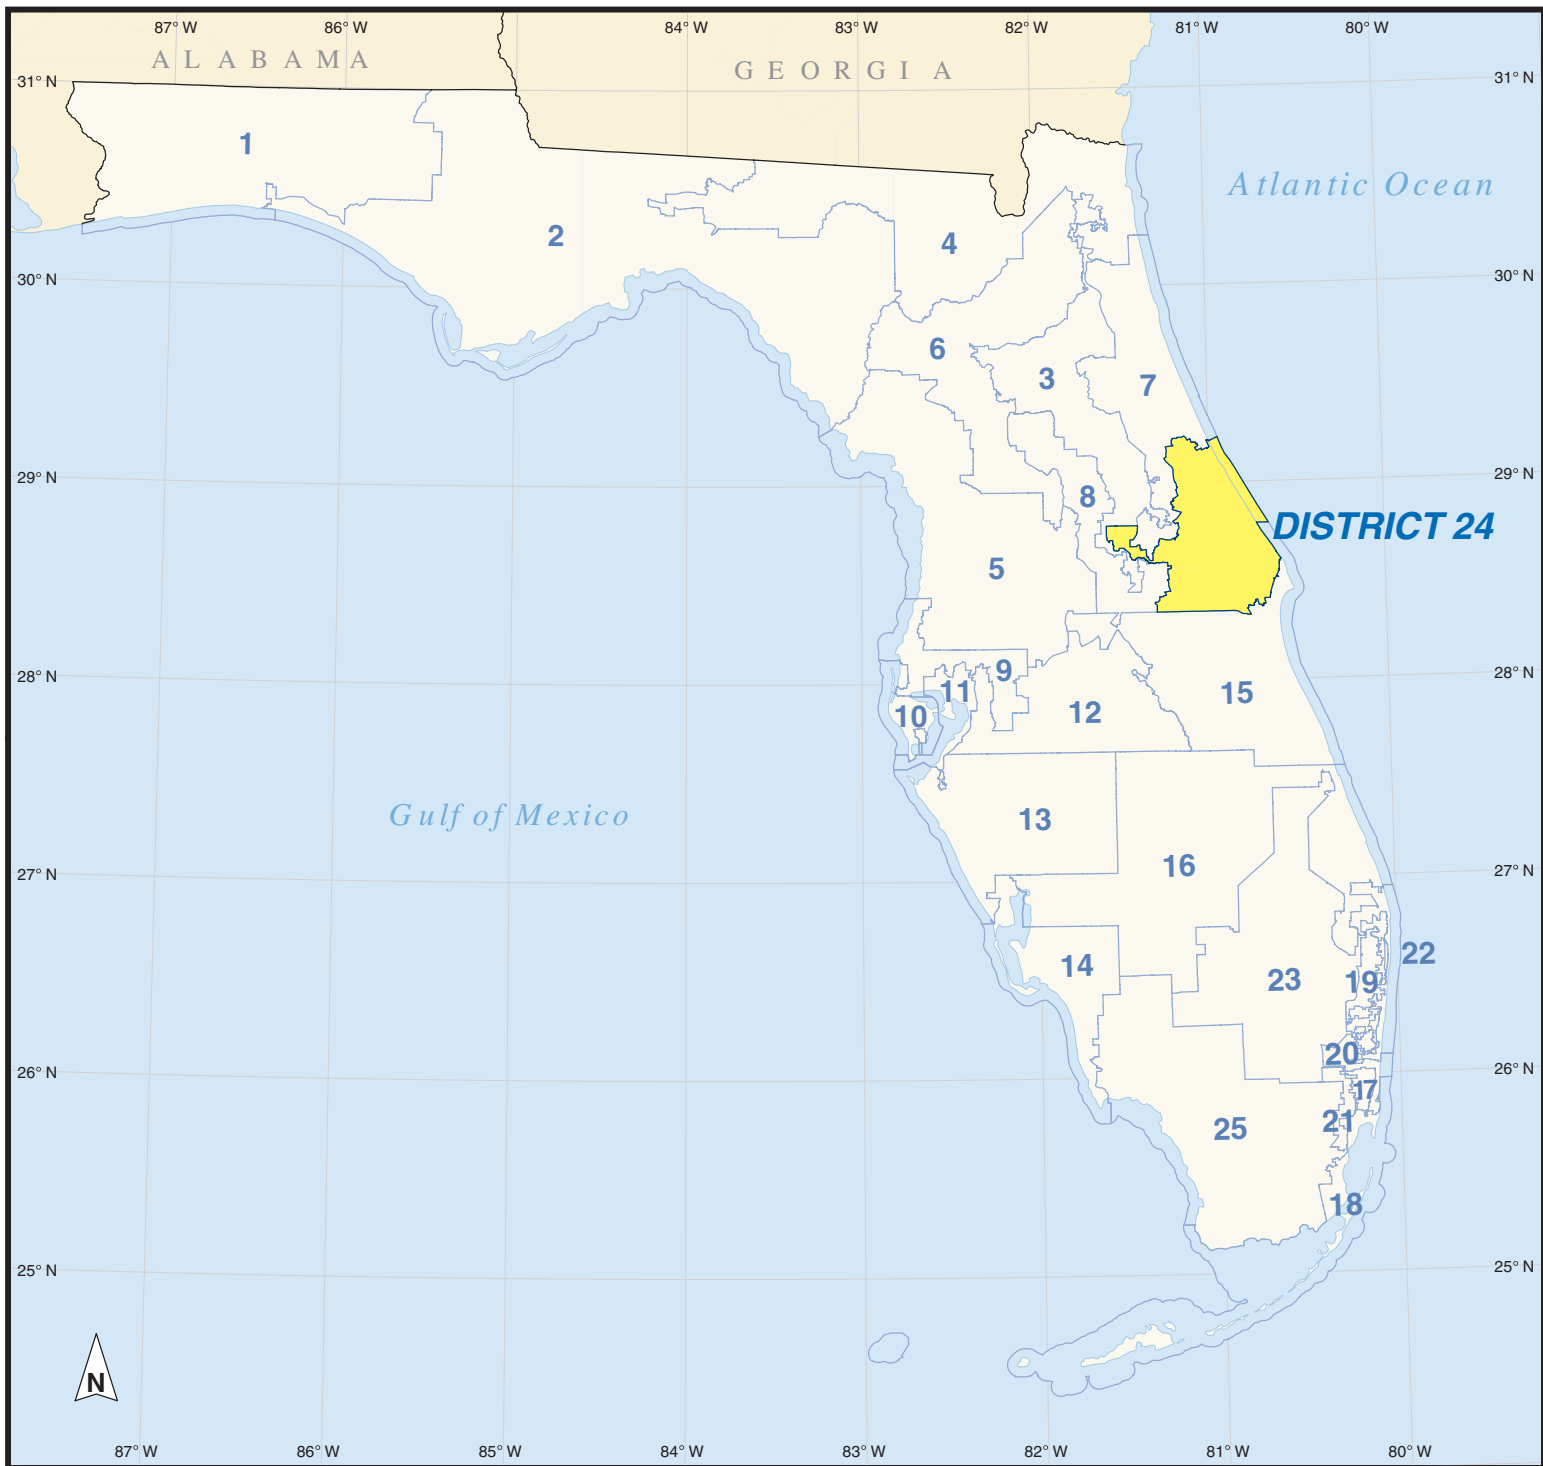 87° W 86° W 84° W 83° W 82° W 81° W 80° W
ALABAMA
GEORGIA
31° N 31° N
1
Atlantic Ocean
2
4
30° N 30° N
6
3
7
29° N 29° N
8
DISTRICT 24
5
28° N 28° N
9
11
15
10
12
Gulf of Mexico
13
16
27° N 27° N
22
14
23
19
20
26° N 26° N
17
21
25
18
25° N 25° N
N
87° W 86° W 85° W 84° W 83° W 82° W 81° W 80° W